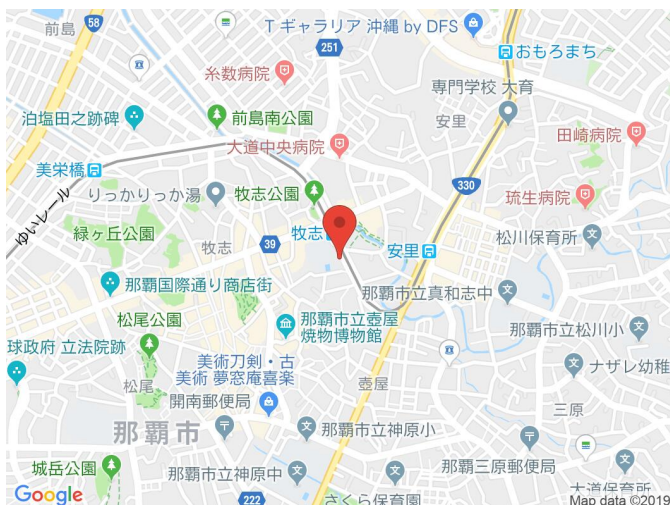 58
前島
Tギャラリア 沖縄 by DFS
251
おもろまち
糸数病院
専門学校 大育
泊塩田之跡碑
前島南公園
安里
大道中央病院
田崎病院
美栄橋
330
りっかりっか湯
牧志公園
琉生病院
ゆいレール
緑ヶ丘公園
牧志
39
牧志
安里
松川保育所
那覇国際通り商店街
那覇市立真和志中
松尾公園
那覇市立壺屋
焼物博物館
那覇市立松川小
球政府 立法院跡
美術刀剣・古
美術 夢窓庵喜楽
ナザレ幼稚
松尾
壺屋
開南郵便局
三原
那覇市
那覇市立神原小
城岳公園
那覇市立神原中
那覇三原郵便局
大道保育所
222
さくら保育園
Google
Map data ©2019